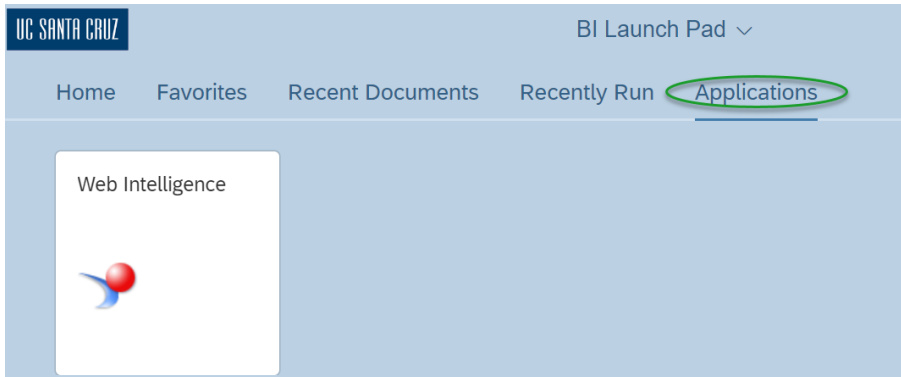 UC SANTA CRUZ
BI Launch Pad
Home Favorites Recent Documents Recently Run Applications
Web Intelligence